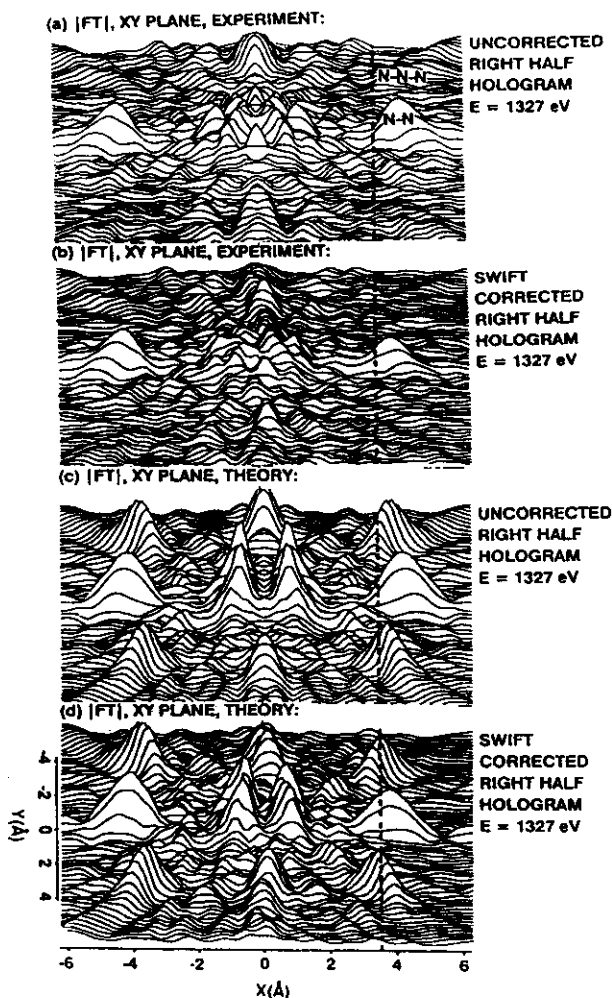 (a) |FT|, XY PLANE, EXPERIMENT:
UNCORRECTED
RIGHT HALF
HOLOGRAM
E = 1327 eV
N-N-N
N-N
(b) |FT|, XY PLANE, EXPERIMENT:
SWIFT
CORRECTED
RIGHT HALF
HOLOGRAM
E = 1327 eV
(c) |FT|, XY PLANE, THEORY:
UNCORRECTED
RIGHT HALF
HOLOGRAM
E = 1327 eV
(d) |FT|, XY PLANE, THEORY:
SWIFT
CORRECTED
RIGHT HALF
HOLOGRAM
E = 1327 eV
4
2
0
2
4
Y(Å)
-6 -4 -2 0 2 4 6
X(Å)